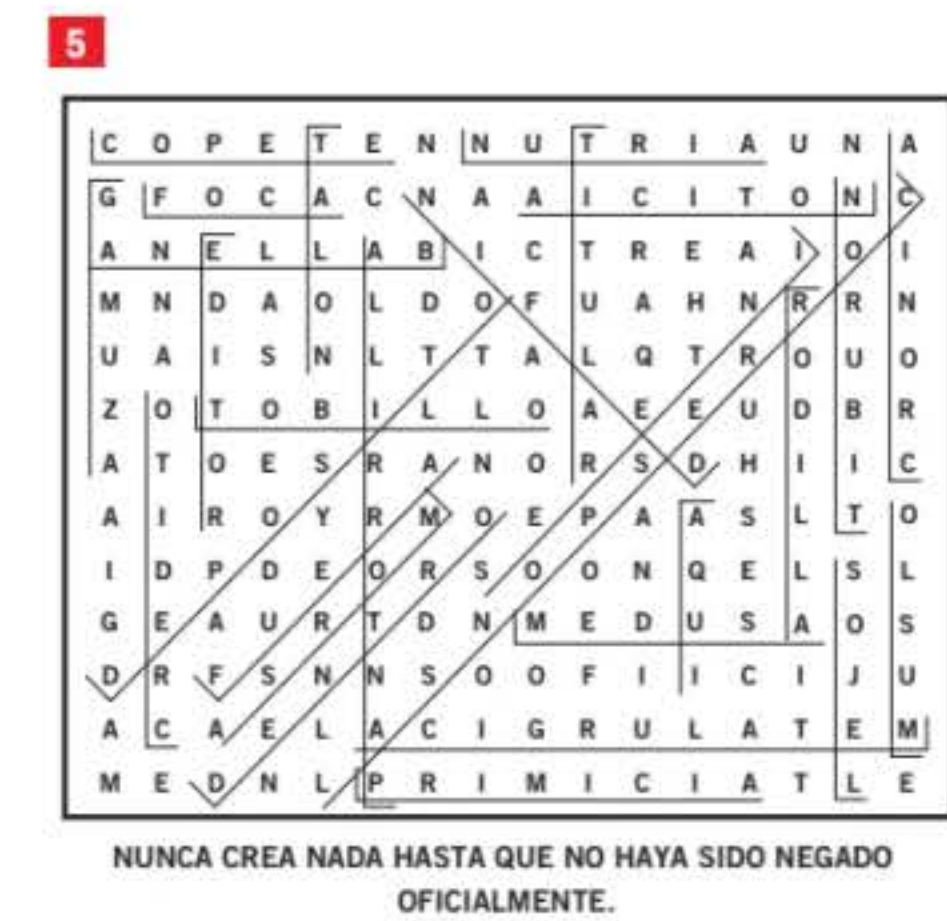 5
C O P E T E N N U T R I A U N A
G F O C A C N A A I C I T O N C
A N E L L A B I C T R E A I O I
M N D A O L D O F U A H N R R N
U A I S N L T T A L Q T R O U O
Z O T O B I L L O A E E U D B R
A T O E S R A N O R S D H I I C
A I R O Y R M O E P A A S L T O
I D P D E O R S O O N Q E L S L
G E A U R T D N M E D U S A O S
D R F S N N S O O F I I C I J U
A C A E L A C I G R U L A T E M
M E D N L P R I M I C I A T L E
NUNCA CREA NADA HASTA QUE NO HAYA SIDO NEGADO
OFICIALMENTE.